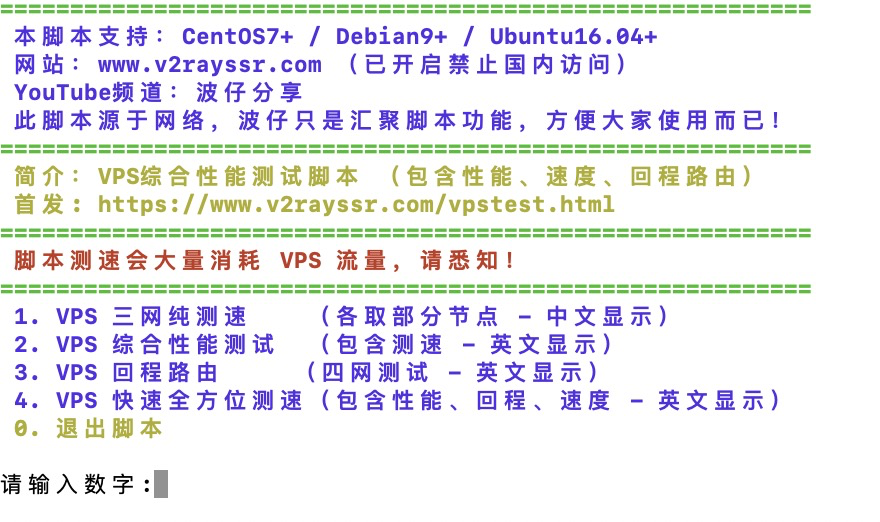 ============================================================
本脚本支持：CentOS7+ / Debian9+ / Ubuntu16.04+
网站：www.v2rayssr.com （已开启禁止国内访问）
YouTube频道：波仔分享
此脚本源于网络，波仔只是汇聚脚本功能，方便大家使用而已！
============================================================
简介：VPS综合性能测试脚本 （包含性能、速度、回程路由）
首发：https://www.v2rayssr.com/vpstest.html
============================================================
脚本测速会大量消耗 VPS 流量，请悉知！
============================================================
1. VPS 三网纯测速 （各取部分节点 - 中文显示）
2. VPS 综合性能测试 （包含测速 - 英文显示）
3. VPS 回程路由 （四网测试 - 英文显示）
4. VPS 快速全方位测速（包含性能、回程、速度 - 英文显示）
0. 退出脚本
请输入数字: